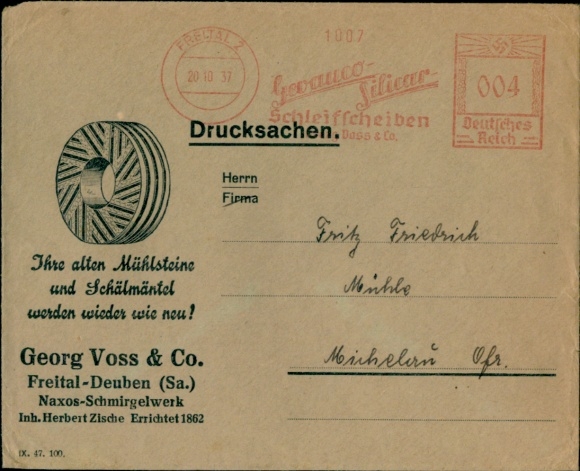 FREITAL 2
20.10.37
1007
Gevauco-
Silicar-
Schleifscheiben
Voss & Co.
004
Deutsches
Reich
Drucksachen.
Herrn
Firma
Fritz Friedrich
Mühle
Michelau Ofr.
Ihre alten Mühlsteine
und Schälmäntel
werden wieder wie neu!
Georg Voss & Co.
Freital-Deuben (Sa.)
Naxos-Schmirgelwerk
Inh. Herbert Zische Errichtet 1862
IX. 47. 100.